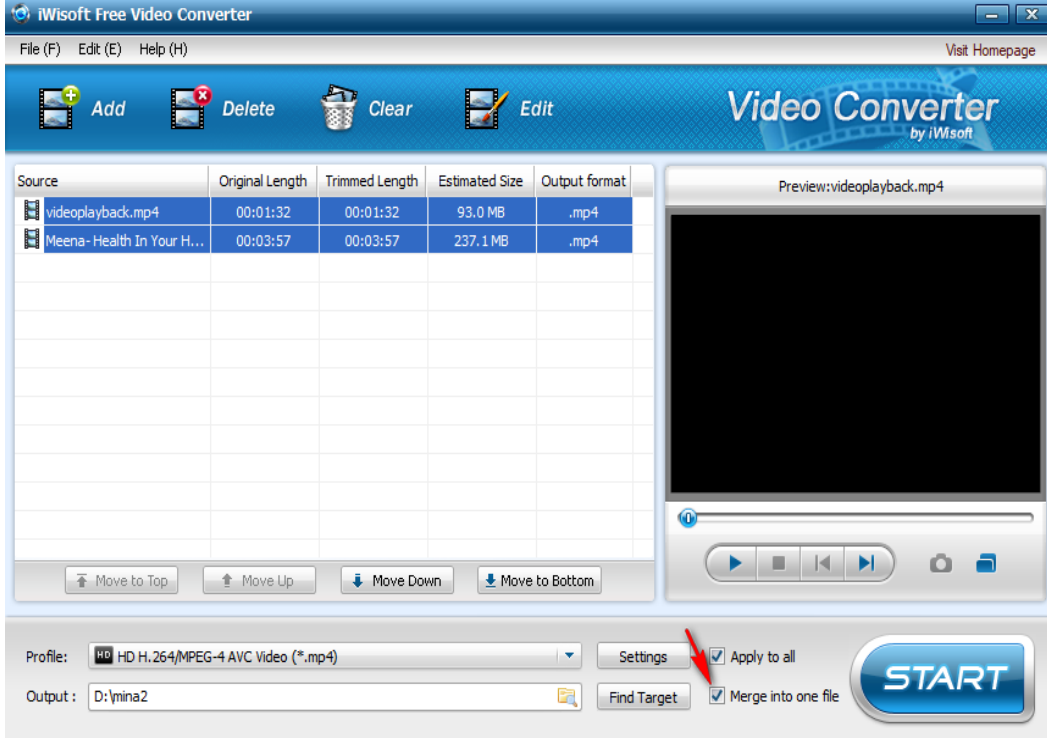 iWisoft Free Video Converter
File (F) Edit (E) Help (H) Visit Homepage
Add Delete Clear Edit Video Converter
by iWisoft
Source Original Length Trimmed Length Estimated Size Output format Preview:videoplayback.mp4
videoplayback.mp4 00:01:32 00:01:32 93.0 MB .mp4
Meena- Health In Your H... 00:03:57 00:03:57 237.1 MB .mp4
Move to Top Move Up Move Down Move to Bottom
Profile: HD HD H.264/MPEG-4 AVC Video (*.mp4) Settings Apply to all
Output : D:\mina2 Find Target Merge into one file
START